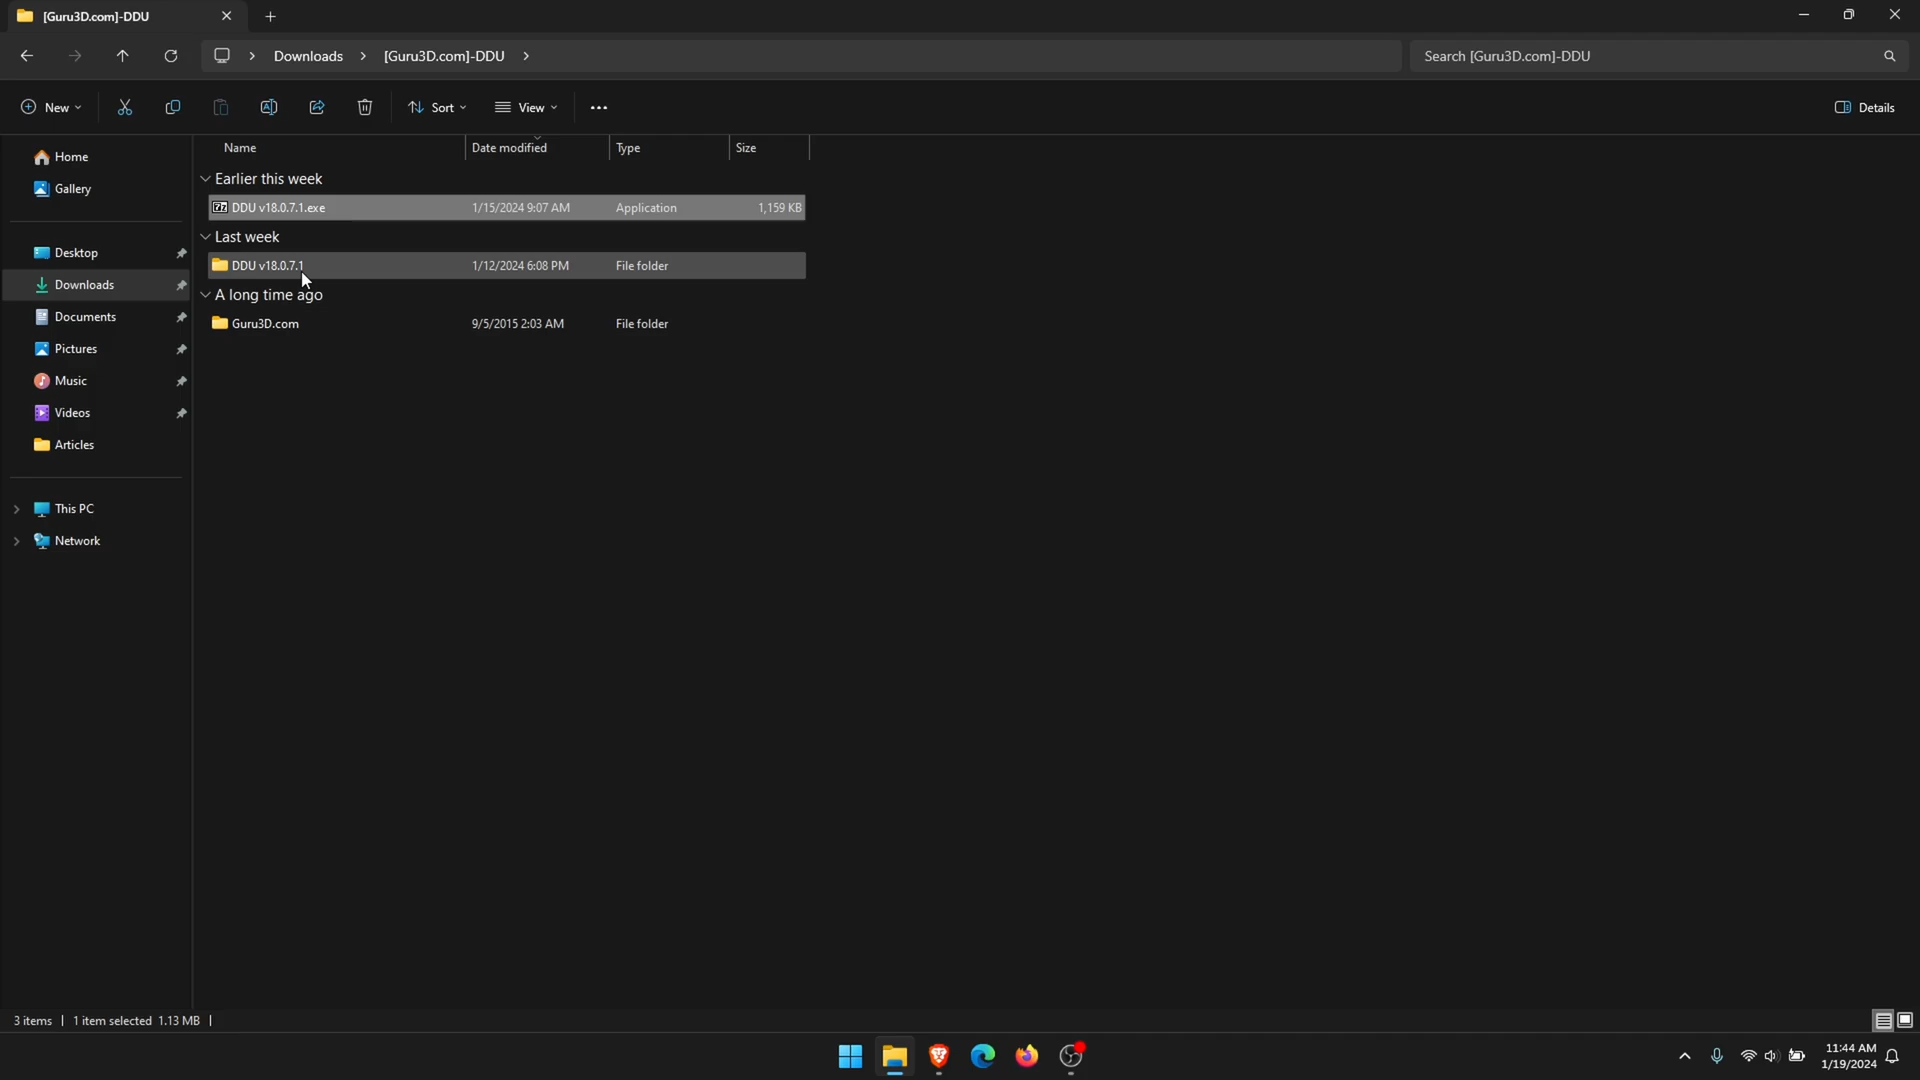 [Guru3D.com]-DDU
Downloads > [Guru3D.com]-DDU >
Search [Guru3D.com]-DDU
New
Sort
View
Details
Name Date modified Type Size
Earlier this week
DDU v18.0.7.1.exe 1/15/2024 9:07 AM Application 1,159 KB
Last week
DDU v18.0.7.1 1/12/2024 6:08 PM File folder
A long time ago
Guru3D.com 9/5/2015 2:03 AM File folder
Home
Gallery
Desktop
Downloads
Documents
Pictures
Music
Videos
Articles
This PC
Network
3 items | 1 item selected 1.13 MB |
11:44 AM
1/19/2024